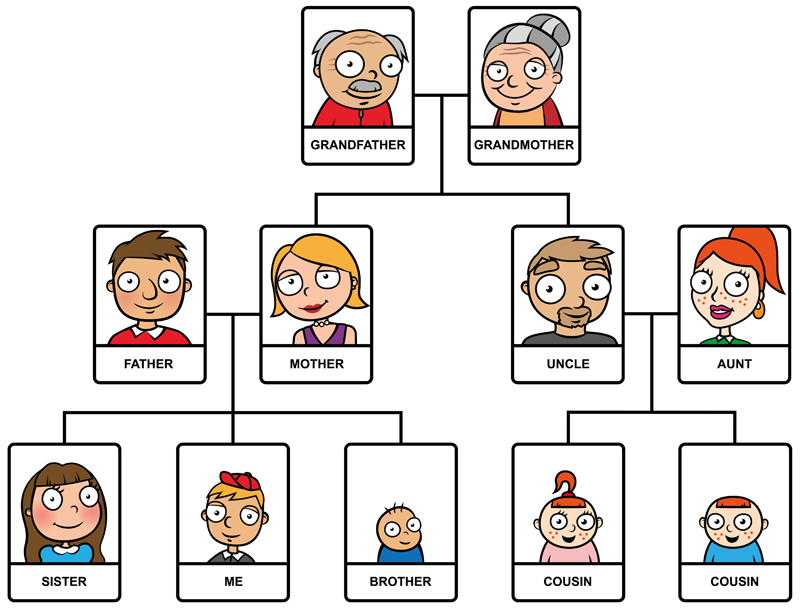 GRANDFATHER
GRANDMOTHER
FATHER
MOTHER
UNCLE
AUNT
SISTER
ME
BROTHER
COUSIN
COUSIN